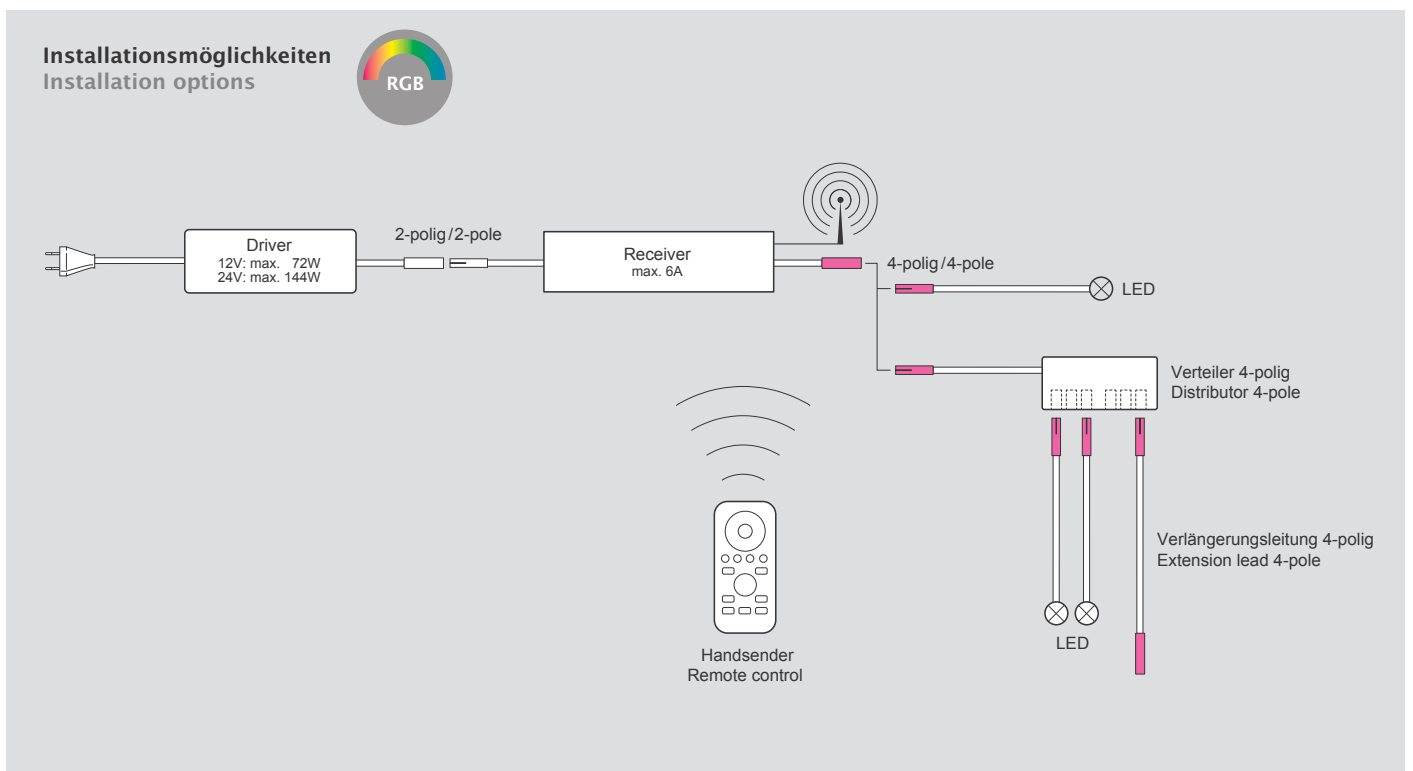 Installationsmöglichkeiten
Installation options
RGB
Driver
12V: max. 72W
24V: max. 144W
2-polig/2-pole
Receiver
max. 6A
4-polig/4-pole
LED
Verteiler 4-polig
Distributor 4-pole
Verlängerungsleitung 4-polig
Extension lead 4-pole
LED
Handsender
Remote control